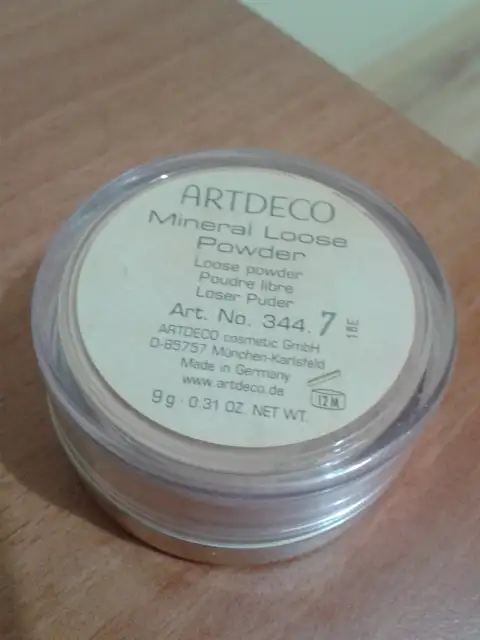 ARTDECO
Mineral Loose
Powder
Loose powder
Poudre libre
Loser Puder
Art. No. 344.7
ARTDECO cosmetic GmbH
D-85757 München-Karlsfeld
Made in Germany
www.artdeco.de
12 M
9 g · 0.31 OZ. NET WT.